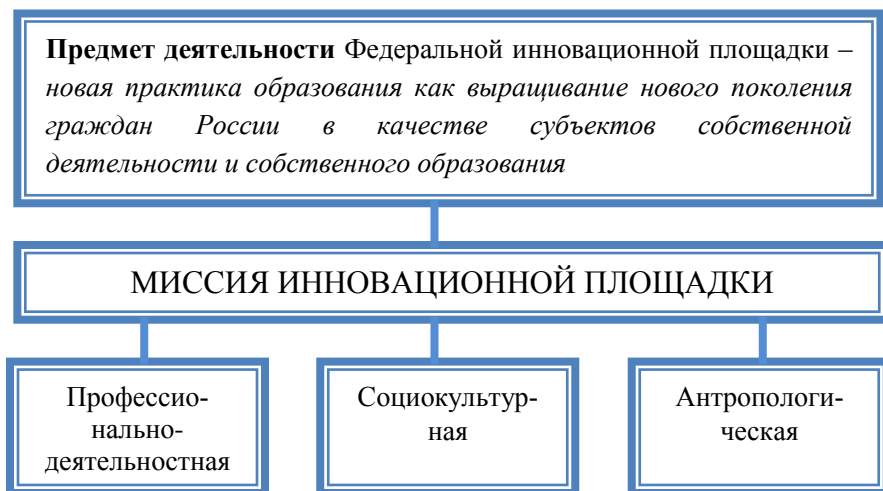 Предмет деятельности Федеральной инновационной площадки –
новая практика образования как выращивание нового поколения
граждан России в качестве субъектов собственной
деятельности и собственного образования
МИССИЯ ИННОВАЦИОННОЙ ПЛОЩАДКИ
Профессио-
нально-
деятельностная
Социокультур-
ная
Антропологи-
ческая